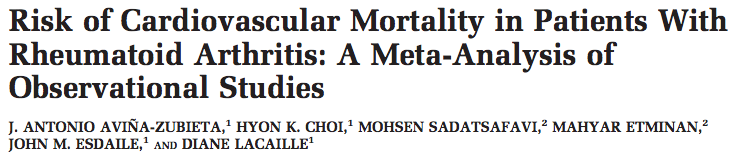 Risk of Cardiovascular Mortality in Patients With
Rheumatoid Arthritis: A Meta-Analysis of
Observational Studies
J. ANTONIO AVIÑA-ZUBIETA,¹ HYON K. CHOI,¹ MOHSEN SADATSAFAVI,² MAHYAR ETMINAN,²
JOHN M. ESDAILE,¹ AND DIANE LACAILLE¹